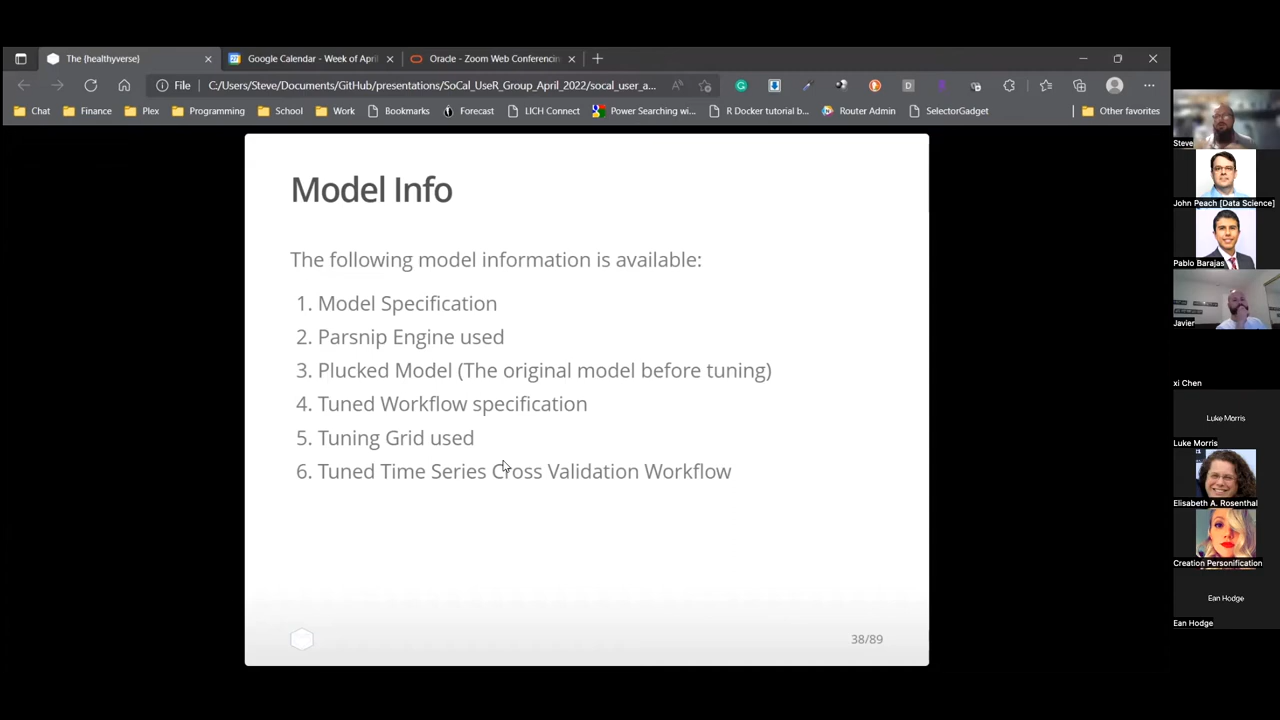 The {healthyverse}
Google Calendar - Week of April
Oracle - Zoom Web Conferencin
File
C:/Users/Steve/Documents/GitHub/presentations/SoCal_UseR_Group_April_2022/socal_user_a...
Chat
Finance
Plex
Programming
School
Work
Bookmarks
Forecast
LICH Connect
Power Searching wi...
R Docker tutorial b...
Router Admin
SelectorGadget
Other favorites
Model Info
The following model information is available:
1. Model Specification
2. Parsnip Engine used
3. Plucked Model (The original model before tuning)
4. Tuned Workflow specification
5. Tuning Grid used
6. Tuned Time Series Cross Validation Workflow
38/89
Steve
John Peach [Data Science]
Pablo Barajas
Javier
xi Chen
Luke Morris
Luke Morris
Elisabeth A. Rosenthal
Creation Personification
Ean Hodge
Ean Hodge